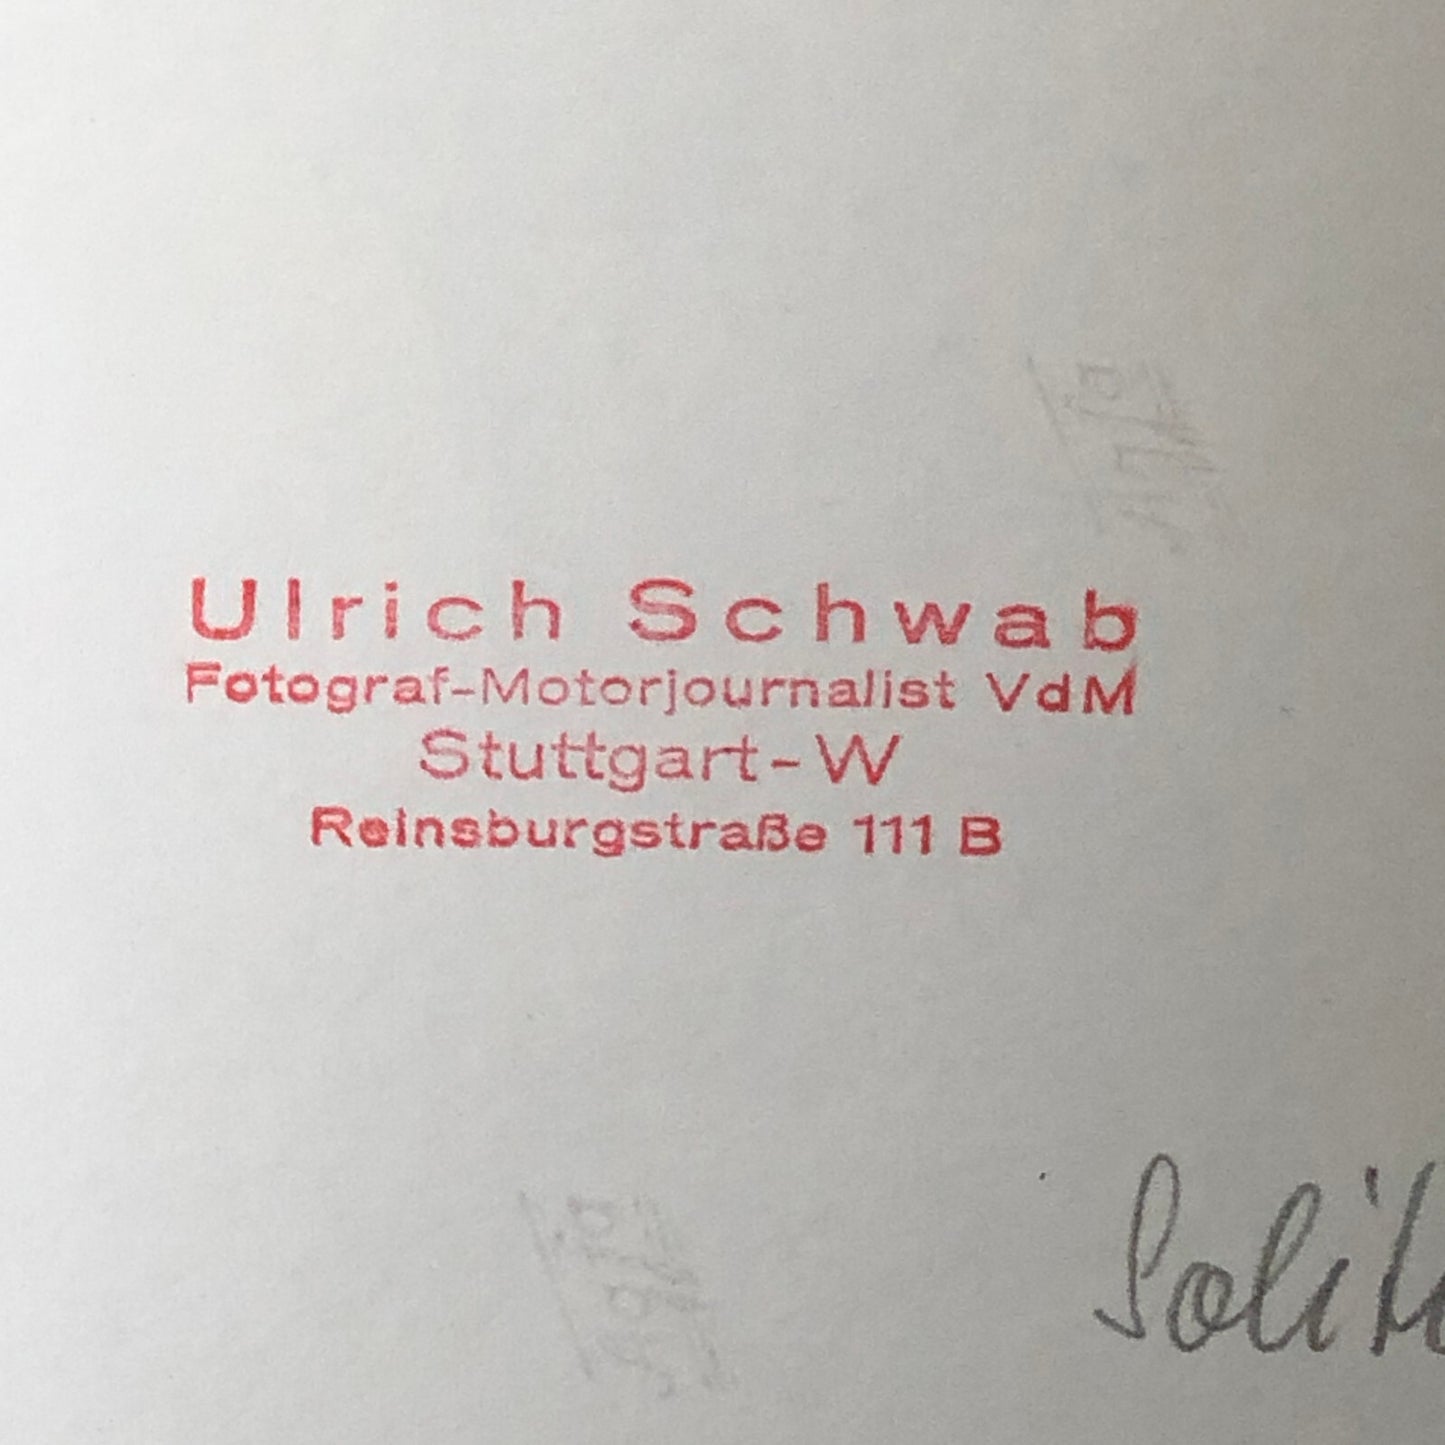 Ulrich Schwab
Fotograf-Motorjournalist VdM
Stuttgart-W
Reinsburgstraße 111 B